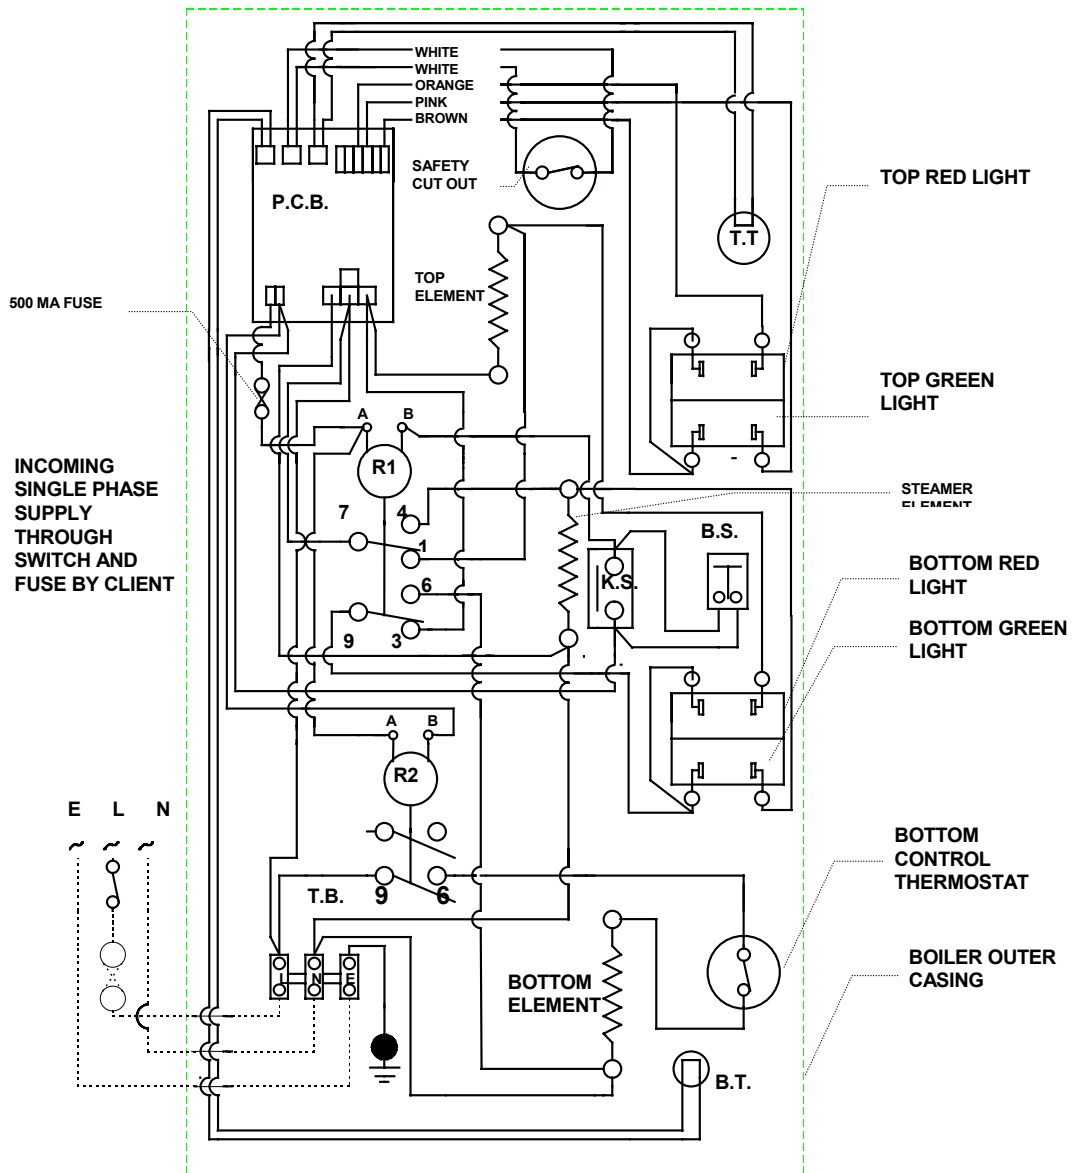 WHITE
WHITE
ORANGE
PINK
BROWN
SAFETY
CUT OUT
P.C.B.
TOP RED LIGHT
T.T
500 MA FUSE
TOP
ELEMENT
TOP GREEN
LIGHT
A
B
R1
INCOMING
SINGLE PHASE
SUPPLY
THROUGH
SWITCH AND
FUSE BY CLIENT
STEAMER
ELEMENT
7
4
1
B.S.
K.S.
6
9
3
BOTTOM RED
LIGHT
BOTTOM GREEN
LIGHT
A
B
R2
E L N
T.B.
9
6
BOTTOM
CONTROL
THERMOSTAT
L
N
E
BOTTOM
ELEMENT
BOILER OUTER
CASING
B.T.